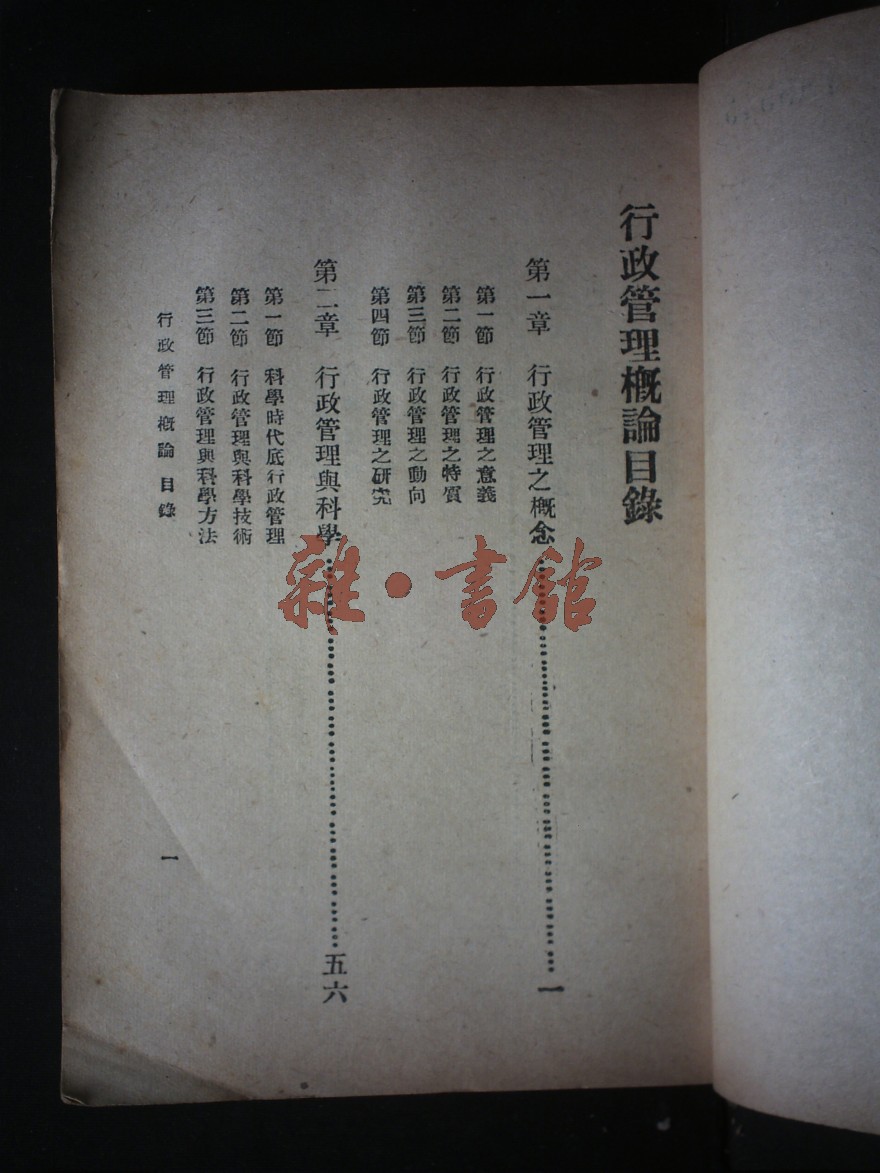 行政管理概論目錄
第一章　行政管理之概念…………一
第一節　行政管理之意義
第二節　行政管理之特質
第三節　行政管理之動向
第四節　行政管理之研究
第二章　行政管理與科學…………五六
第一節　科學時代底行政管理
第二節　行政管理與科學技術
第三節　行政管理與科學方法
行政管理概論　目錄
一
雜·書館